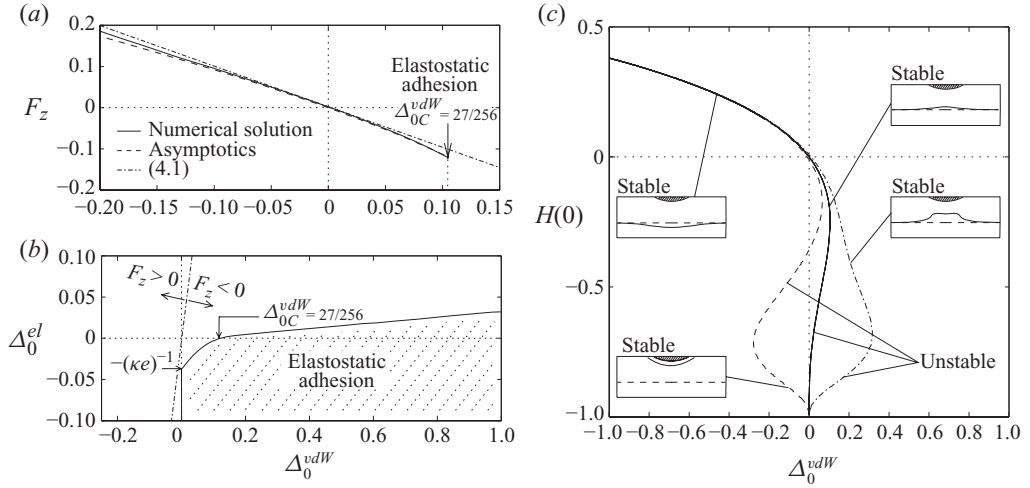 (a)
0.2
0.1
0
−0.1
−0.2
F_z
Elastostatic
adhesion
Δ_{0C}^{vdW} = 27/256
Numerical solution
Asymptotics
(4.1)
−0.20 −0.15 −0.10 −0.05 0 0.05 0.10 0.15
(b)
0.10
0.05
0
−0.05
−0.10
Δ_0^{el}
F_z > 0
F_z < 0
Δ_{0C}^{vdW} = 27/256
−(κe)^{−1}
Elastostatic
adhesion
−0.2 0 0.2 0.4 0.6 0.8 1.0
Δ_0^{vdW}
(c)
0.5
0
−0.5
−1.0
H(0)
Stable
Stable
Stable
Stable
Unstable
−1.0 −0.8 −0.6 −0.4 −0.2 0 0.2 0.4 0.6 0.8 1.0
Δ_0^{vdW}